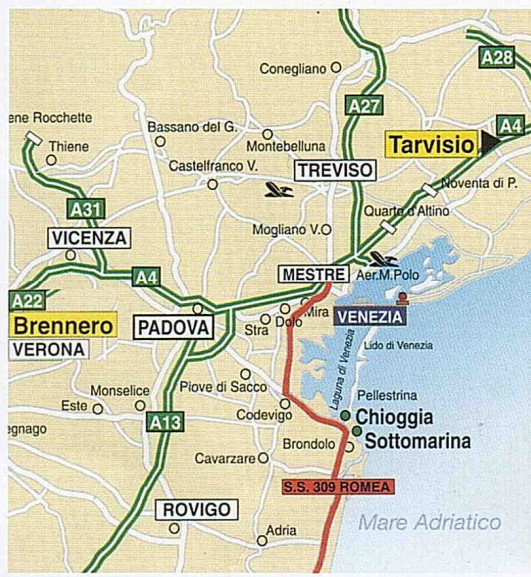 A28
Conegliano
A27
A4
ene Rocchette
Bassano del G.
Tarvisio
Thiene
Montebelluna
Castelfranco V.
TREVISO
Noventa di P.
A31
Quarto d'Altino
VICENZA
Mogliano V.
A4
MESTRE
Aer.M.Polo
A22
Mira
Brennero
PADOVA
Stra
Dolo
VENEZIA
VERONA
Lido di Venezia
Laguna di Venezia
Piove di Sacco
Monselice
Pellestrina
Este
Codevigo
Chioggia
A13
egnago
Sottomarina
Brondolo
Cavarzere
S.S. 309 ROMEA
ROVIGO
Mare Adriatico
Adria